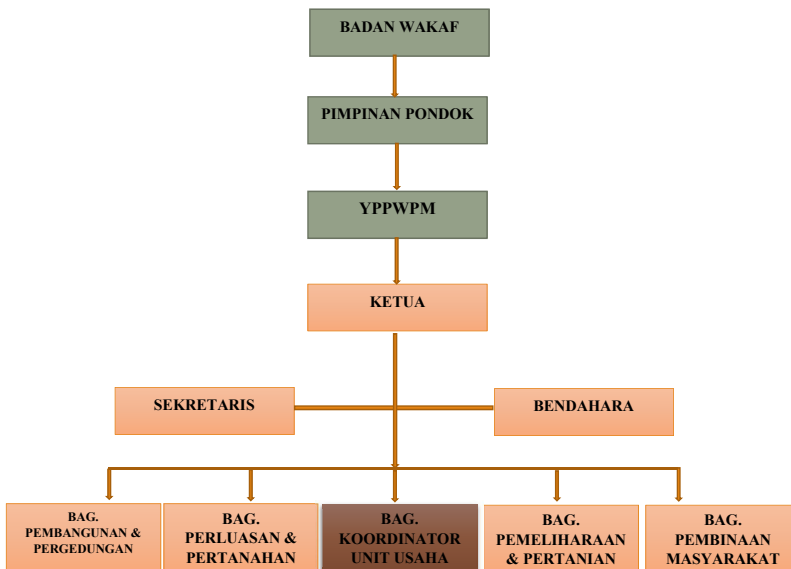 BADAN WAKAF
PIMPINAN PONDOK
YPPWPM
KETUA
SEKRETARIS
BENDAHARA
BAG.
PEMBANGUNAN &
PERGEDUNGAN
BAG.
PERLUASAN &
PERTANAHAN
BAG.
KOORDINATOR
UNIT USAHA
BAG.
PEMELIHARAAN
& PERTANIAN
BAG.
PEMBINAAN
MASYARAKAT